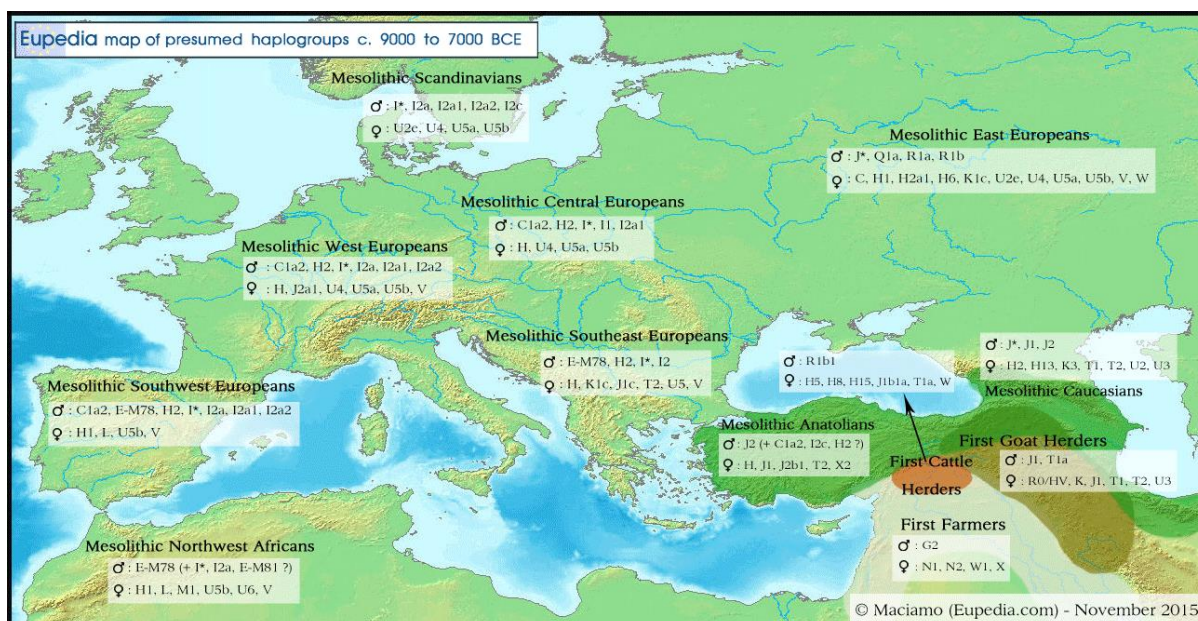 Eupedia map of presumed haplogroups c. 9000 to 7000 BCE
Mesolithic Scandinavians
♂ : I*, I2a, I2a1, I2a2, I2c
♀ : U2e, U4, U5a, U5b
Mesolithic East Europeans
♂ : J*, Q1a, R1a, R1b
♀ : C, H1, H2a1, H6, K1c, U2e, U4, U5a, U5b, V, W
Mesolithic Central Europeans
♂ : C1a2, H2, I*, I1, I2a1
♀ : H, U4, U5a, U5b
Mesolithic West Europeans
♂ : C1a2, H2, I*, I2a, I2a1, I2a2
♀ : H, J2a1, U4, U5a, U5b, V
Mesolithic Southeast Europeans
♂ : E-M78, H2, I*, I2
♀ : H, K1c, J1c, T2, U5, V
♂ : R1b1
♀ : H5, H8, H15, J1b1a, T1a, W
♂ : J*, J1, J2
♀ : H2, H13, K3, T1, T2, U2, U3
Mesolithic Caucasians
Mesolithic Southwest Europeans
♂ : C1a2, E-M78, H2, I*, I2a, I2a1, I2a2
♀ : H1, L, U5b, V
Mesolithic Anatolians
♂ : J2 (+ C1a2, I2c, H2 ?)
♀ : H, J1, J2b1, T2, X2
First Cattle
Herders
First Goat Herders
♂ : J1, T1a
♀ : R0/HV, K, J1, T1, T2, U3
First Farmers
♂ : G2
♀ : N1, N2, W1, X
Mesolithic Northwest Africans
♂ : E-M78 (+ I*, I2a, E-M81 ?)
♀ : H1, L, M1, U5b, U6, V
© Maciamo (Eupedia.com) - November 2015